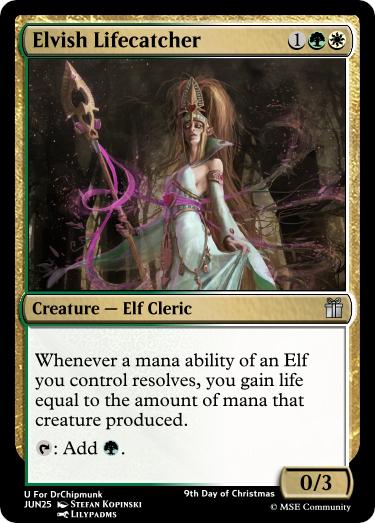 Elvish Lifecatcher 1
Creature — Elf Cleric
Whenever a mana ability of an Elf
you control resolves, you gain life
equal to the amount of mana that
creature produced.
: Add .
0/3
U For DrChipmunk
9th Day of Christmas
JUN25 Stefan Kopinski
© MSE Community
Lilypadms